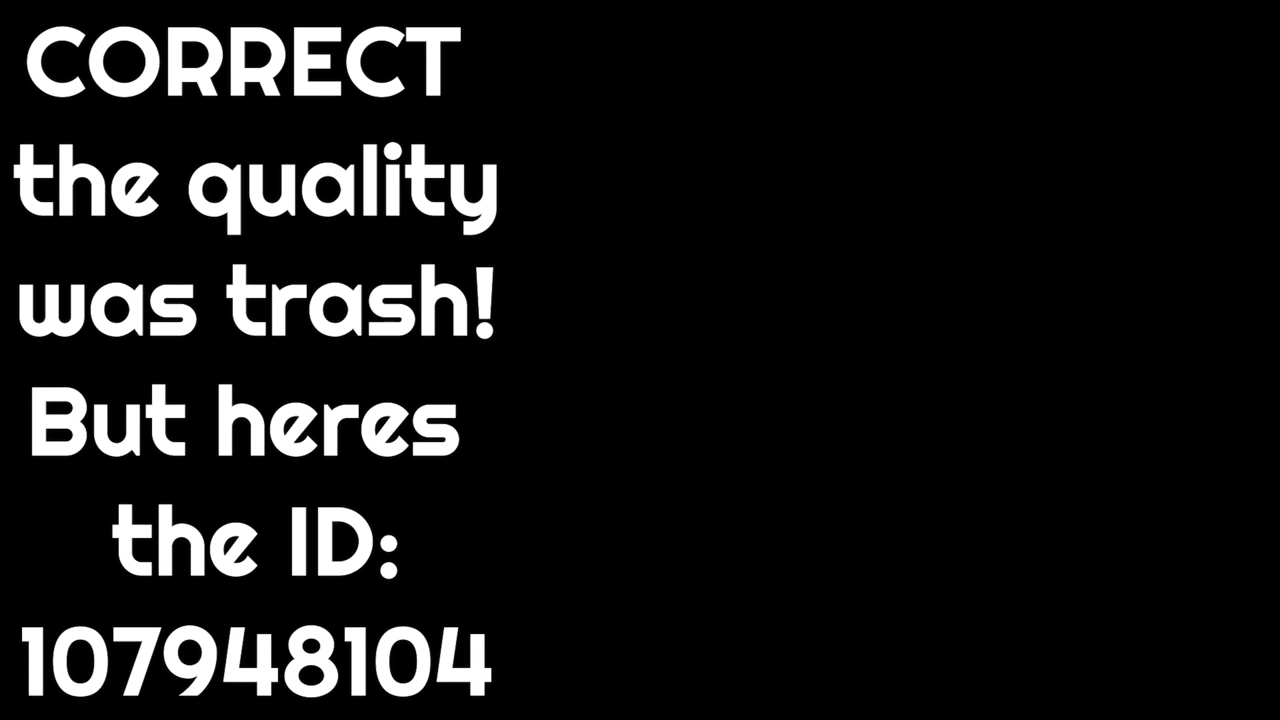 CORRECT
the quality
was trash!
But heres
the ID:
107948104